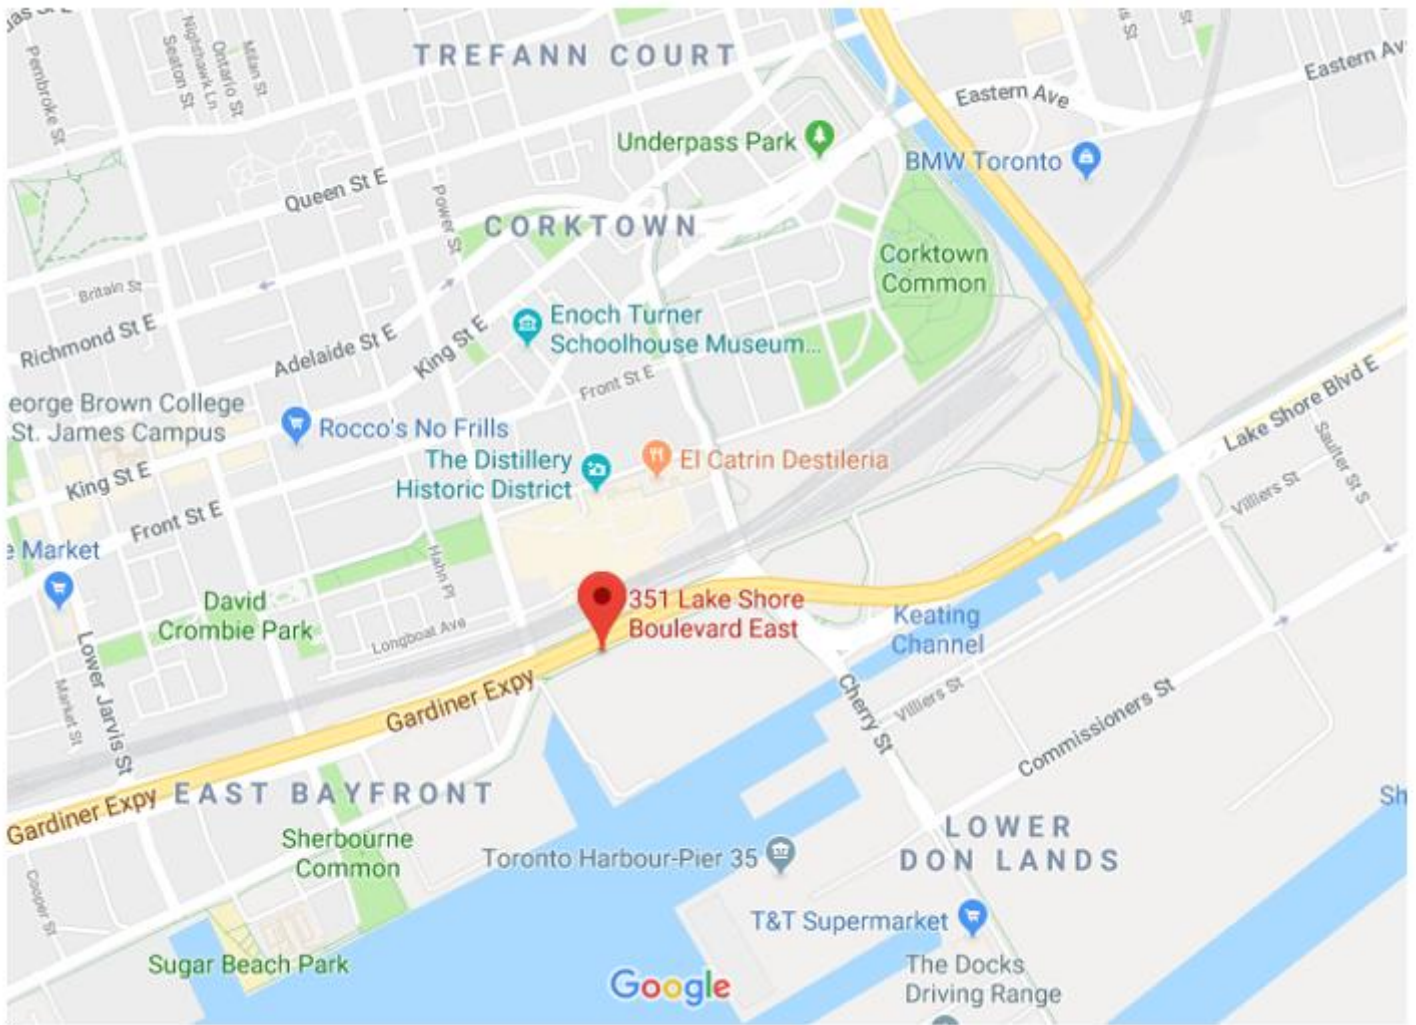 TREFANN COURT
Pembroke St
Seaton St
Nightshawk Ln
Ontario St
Milan St
St
Eastern Ave
Eastern Av
Underpass Park
BMW Toronto
Queen St E
Power St
CORKTOWN
Corktown
Common
Britain St
Richmond St E
Adelaide St E
King St E
Enoch Turner
Schoolhouse Museum...
Front St E
Lake Shore Blvd E
eorge Brown College
St. James Campus
Rocco's No Frills
The Distillery
Historic District
El Catrin Destileria
King St E
Front St E
Villiers St
Saulter St S
e Market
Hahn Pl
David
Crombie Park
Longboat Ave
351 Lake Shore
Boulevard East
Keating
Channel
Lower Jarvis St
Market St
Gardiner Expy
Cherry St
Villiers St
Commissioners St
Gardiner Expy
EAST BAYFRONT
Sh
Sherbourne
Common
Toronto Harbour-Pier 35
LOWER
DON LANDS
Cooper St
T&T Supermarket
Sugar Beach Park
Google
The Docks
Driving Range